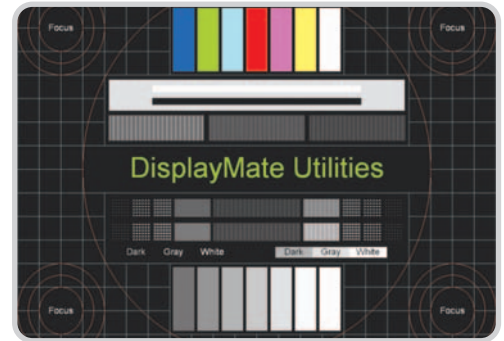 Focus Focus
DisplayMate Utilities
Dark Gray White Dark Gray White
Focus Focus